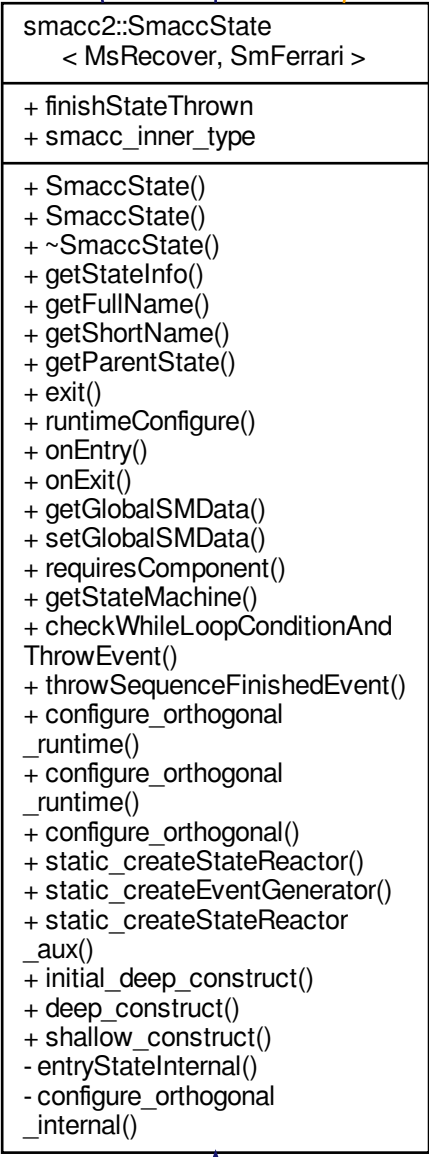 smacc2::SmaccState
< MsRecover, SmFerrari >
+ finishStateThrown
+ smacc_inner_type
+ SmaccState()
+ SmaccState()
+ ~SmaccState()
+ getStateInfo()
+ getFullName()
+ getShortName()
+ getParentState()
+ exit()
+ runtimeConfigure()
+ onEntry()
+ onExit()
+ getGlobalSMData()
+ setGlobalSMData()
+ requiresComponent()
+ getStateMachine()
+ checkWhileLoopConditionAnd
ThrowEvent()
+ throwSequenceFinishedEvent()
+ configure_orthogonal
_runtime()
+ configure_orthogonal
_runtime()
+ configure_orthogonal()
+ static_createStateReactor()
+ static_createEventGenerator()
+ static_createStateReactor
_aux()
+ initial_deep_construct()
+ deep_construct()
+ shallow_construct()
- entryStateInternal()
- configure_orthogonal
_internal()